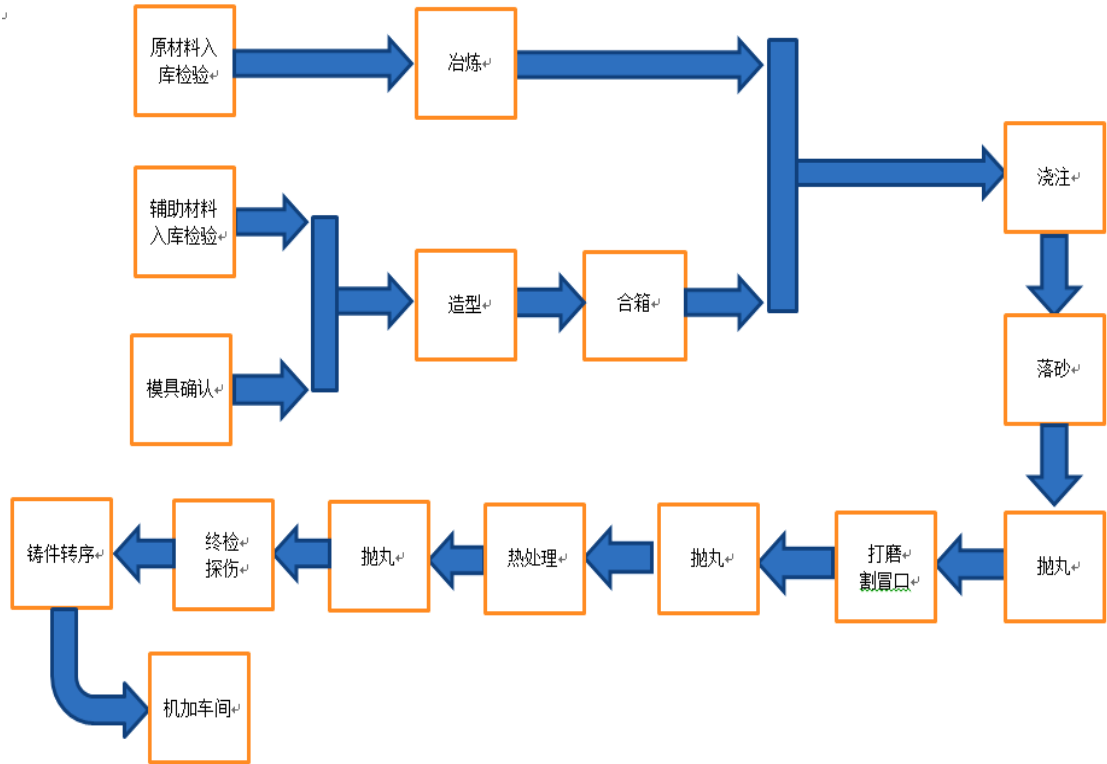 原材料入
库检验
冶炼
辅助材料
入库检验
模具确认
造型
合箱
浇注
落砂
抛丸
打磨
割冒口
抛丸
热处理
抛丸
终检
探伤
铸件转序
机加车间